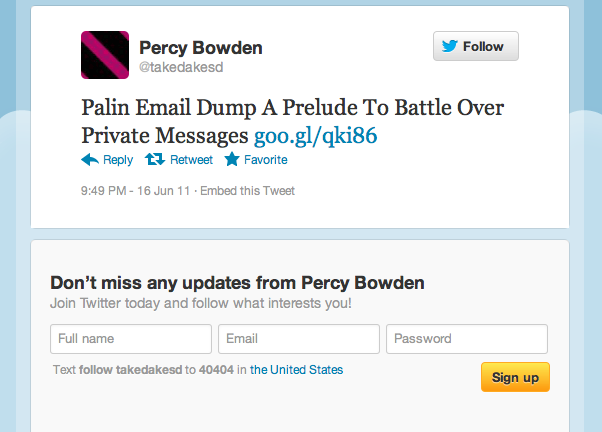 Percy Bowden
@takedakesd
Follow
Palin Email Dump A Prelude To Battle Over
Private Messages goo.gl/qki86
Reply Retweet Favorite
9:49 PM - 16 Jun 11 · Embed this Tweet
Don’t miss any updates from Percy Bowden
Join Twitter today and follow what interests you!
Full name Email Password
Text follow takedakesd to 40404 in the United States
Sign up